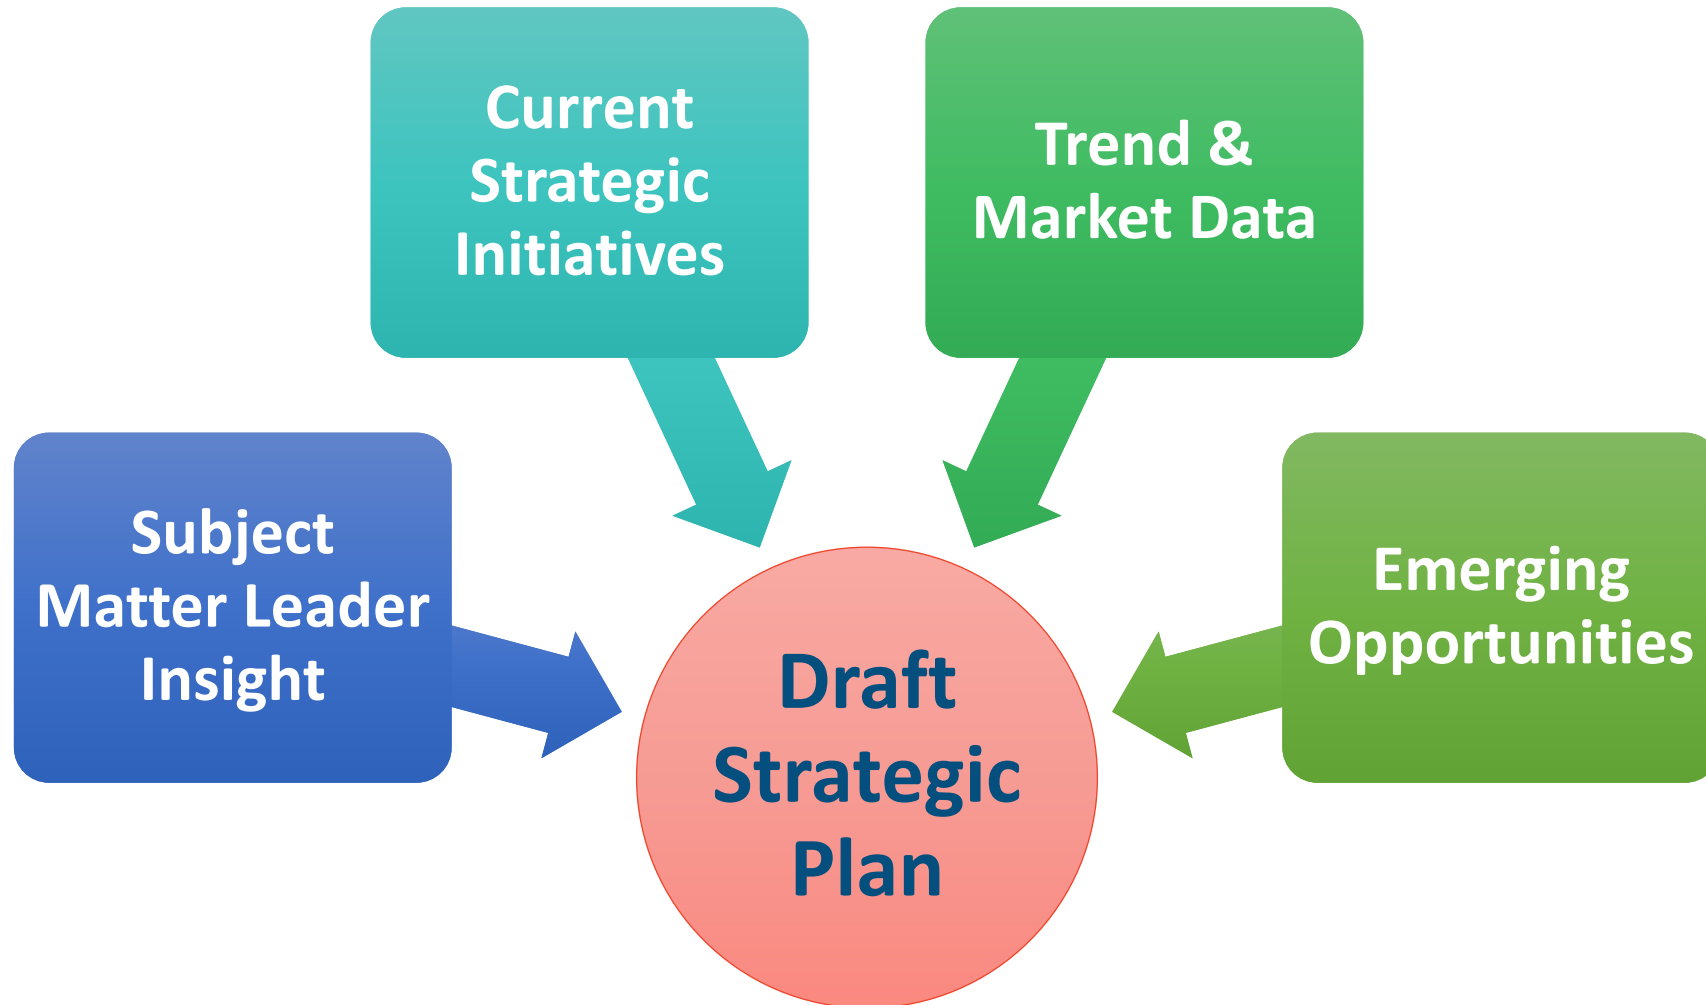 Current
Strategic
Initiatives
Trend &
Market Data
Subject
Matter Leader
Insight
Emerging
Opportunities
Draft
Strategic
Plan